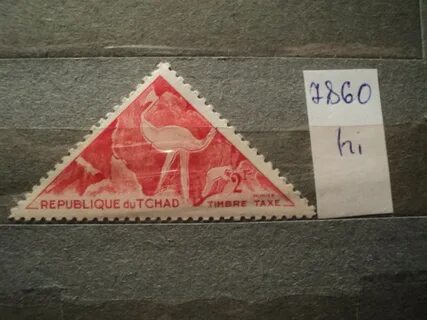 7860
hi
2F
REPUBLIQUE DU TCHAD
TIMBRE TAXE